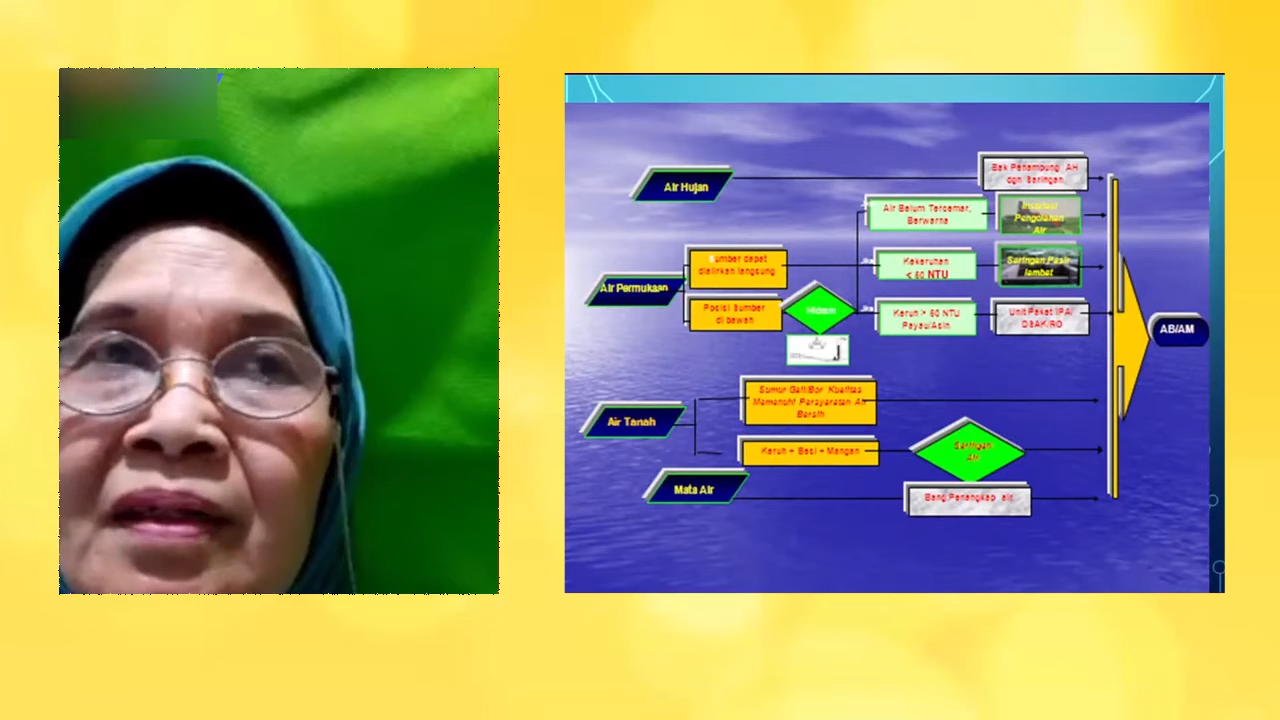 Air Hujan
Bak Penampung AH
dgn Saringan
Air Belum Tercemar,
Berwarna
Instalasi
Pengolahan
Air
Air Permukaan
Sumber dapat
dialirkan langsung
Kekeruhan
< 50 NTU
Saringan Pasir
lambat
Posisi Sumber
di bawah
Hidram
Keruh > 50 NTU
Payau/Asin
Unit Paket IPA/
DSAK/RO
AB/AM
Sumur Gali/Bor Kualitas
Memenuhi Persyaratan Air
Bersih
Air Tanah
Keruh + Besi + Mangan
Saringan
Air
Mata Air
Bang Penangkap air